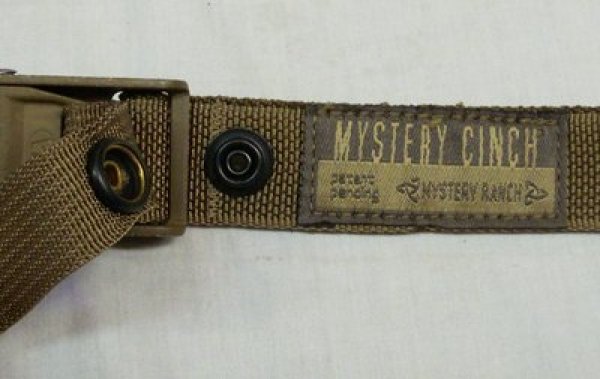 MYSTERY CINCH
patent
pending
MYSTERY RANCH